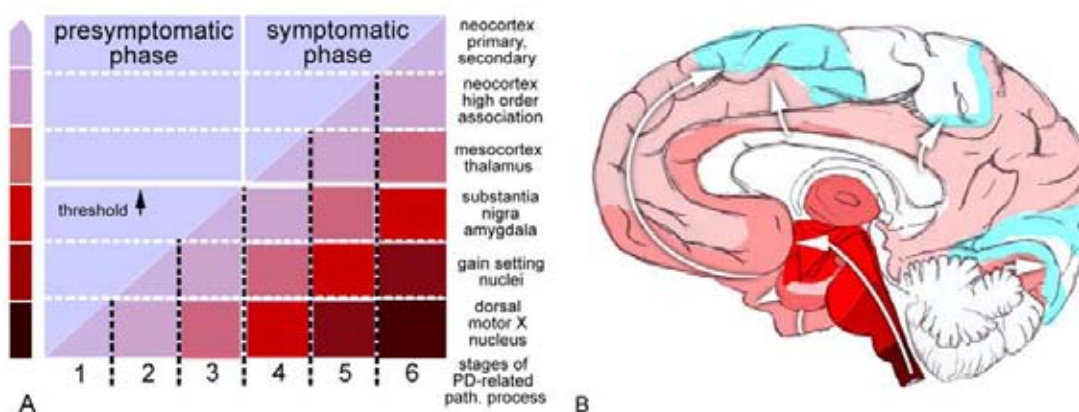 presymptomatic
phase
symptomatic
phase
neocortex
primary,
secondary
neocortex
high order
association
mesocortex
thalamus
threshold
substantia
nigra
amygdala
gain setting
nuclei
dorsal
motor X
nucleus
1 2 3 4 5 6
stages of
PD-related
path. process
A
B